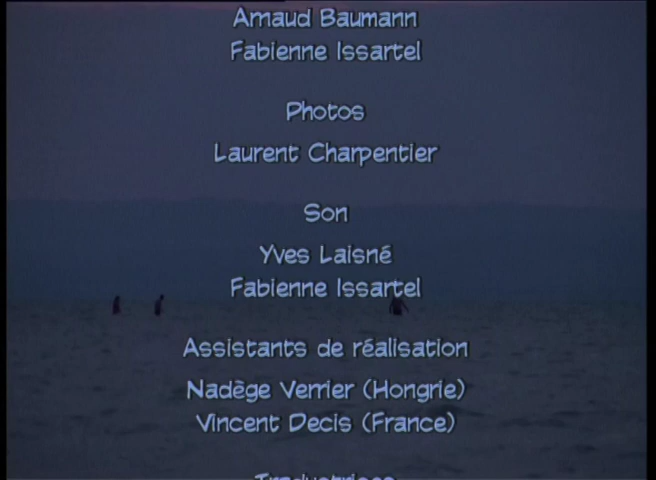 Arnaud Baumann
Fabienne Issartel
Photos
Laurent Charpentier
Son
Yves Laisné
Fabienne Issartel
Assistants de réalisation
Nadège Verrier (Hongrie)
Vincent Decis (France)
Traductrices